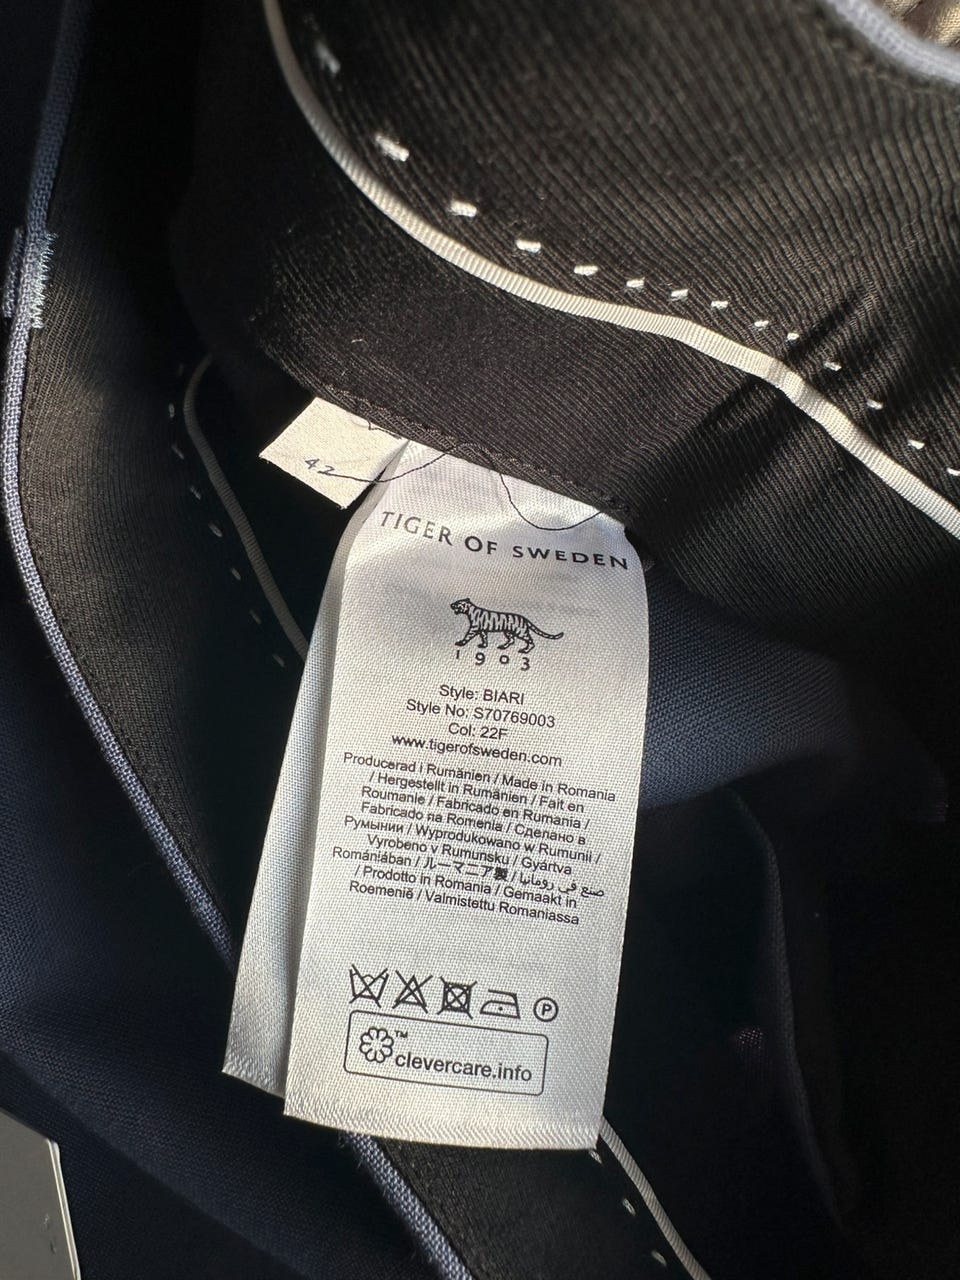 42
TIGER OF SWEDEN
1903
Style: BIARI
Style No: S70769003
Col: 22F
www.tigerofsweden.com
Producerad i Rumänien / Made in Romania
/ Hergestellt in Rumänien / Fait en
Roumanie / Fabricado en Rumania /
Fabricado na Romenia / Сделано в
Румынии / Wyprodukowano w Rumunii /
Vyrobeno v Rumunsku / Gyártva
Romániában / ルーマニア製 / صنع في رومانيا
/ Prodotto in Romania / Gemaakt in
Roemenië / Valmistettu Romaniassa
P
™
clevercare.info